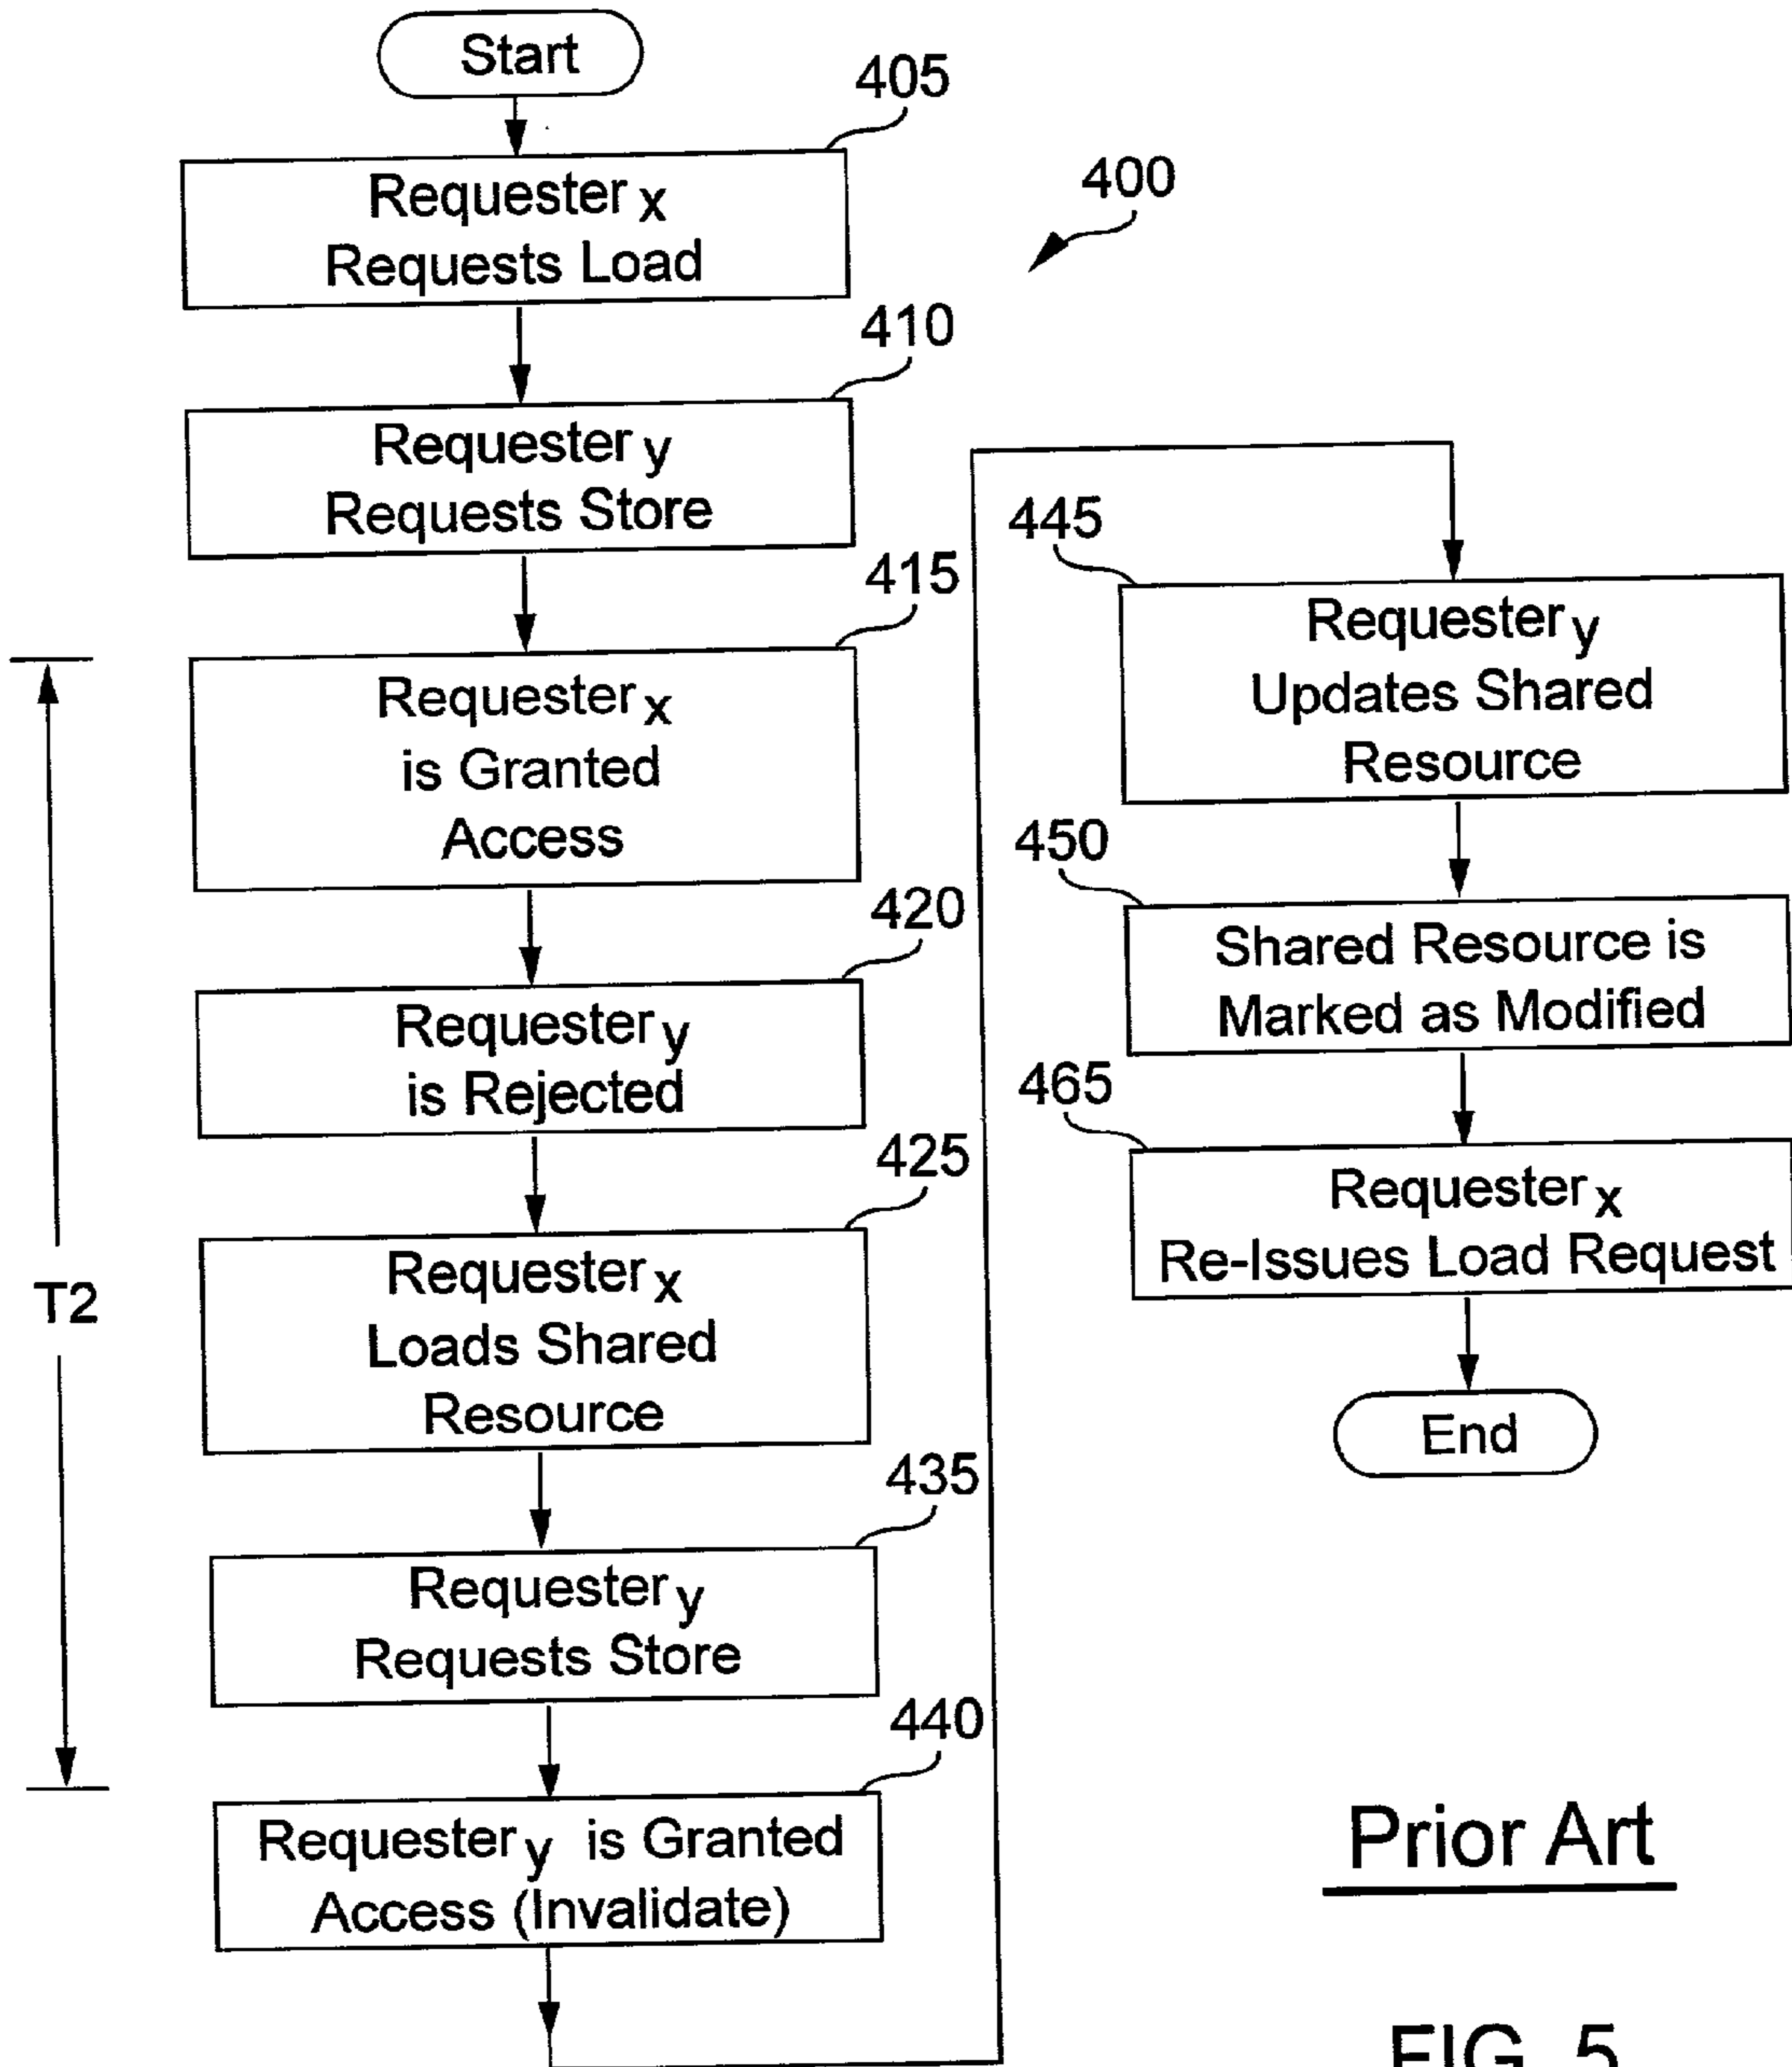 Start
405
Requester x
Requests Load
400
410
Requester y
Requests Store
415
Requester x
is Granted
Access
420
Requester y
is Rejected
425
Requester x
Loads Shared
Resource
T2
435
Requester y
Requests Store
440
Requester y is Granted
Access (Invalidate)
445
Requester y
Updates Shared
Resource
450
Shared Resource is
Marked as Modified
465
Requester x
Re-Issues Load Request
End
Prior Art
FIG. 5